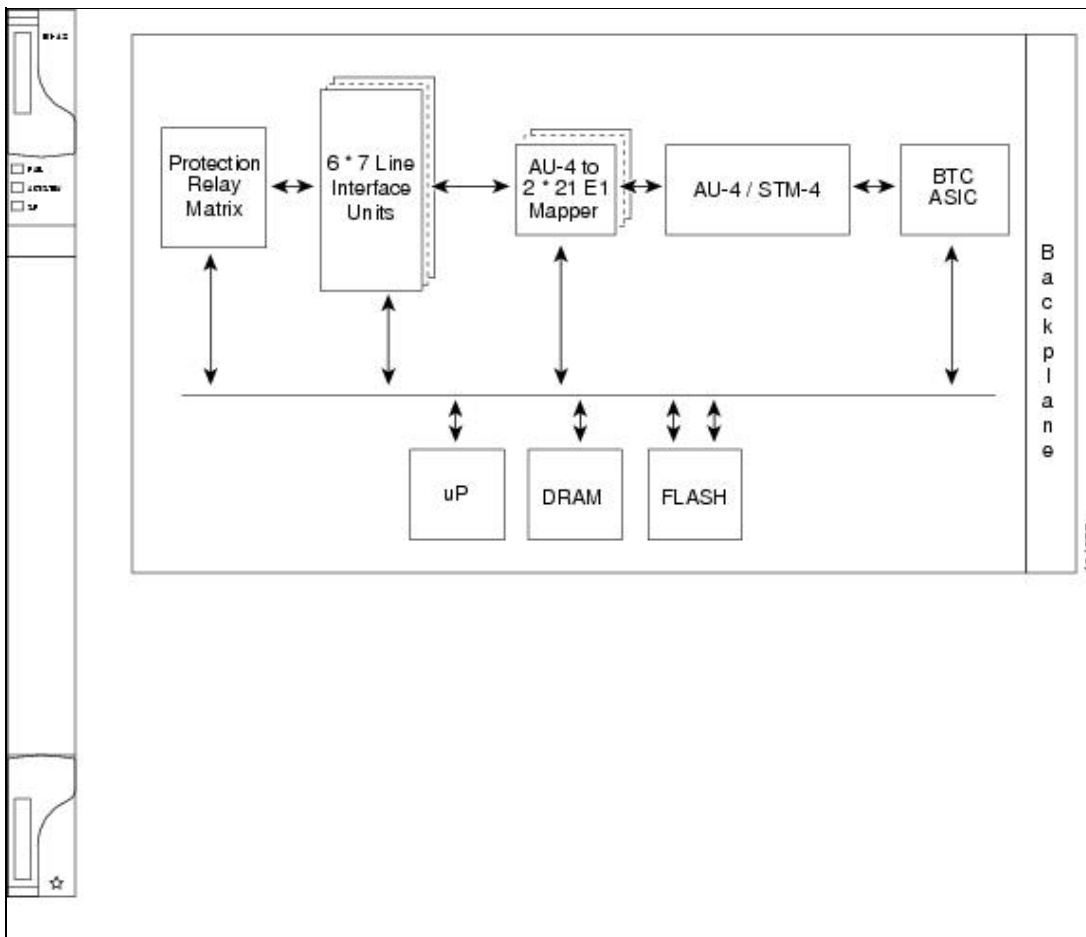 Protection
Relay
Matrix
6 * 7 Line
Interface
Units
AU-4 to
2 * 21 E1
Mapper
AU-4 / STM-4
BTC
ASIC
uP
DRAM
FLASH
Backplane